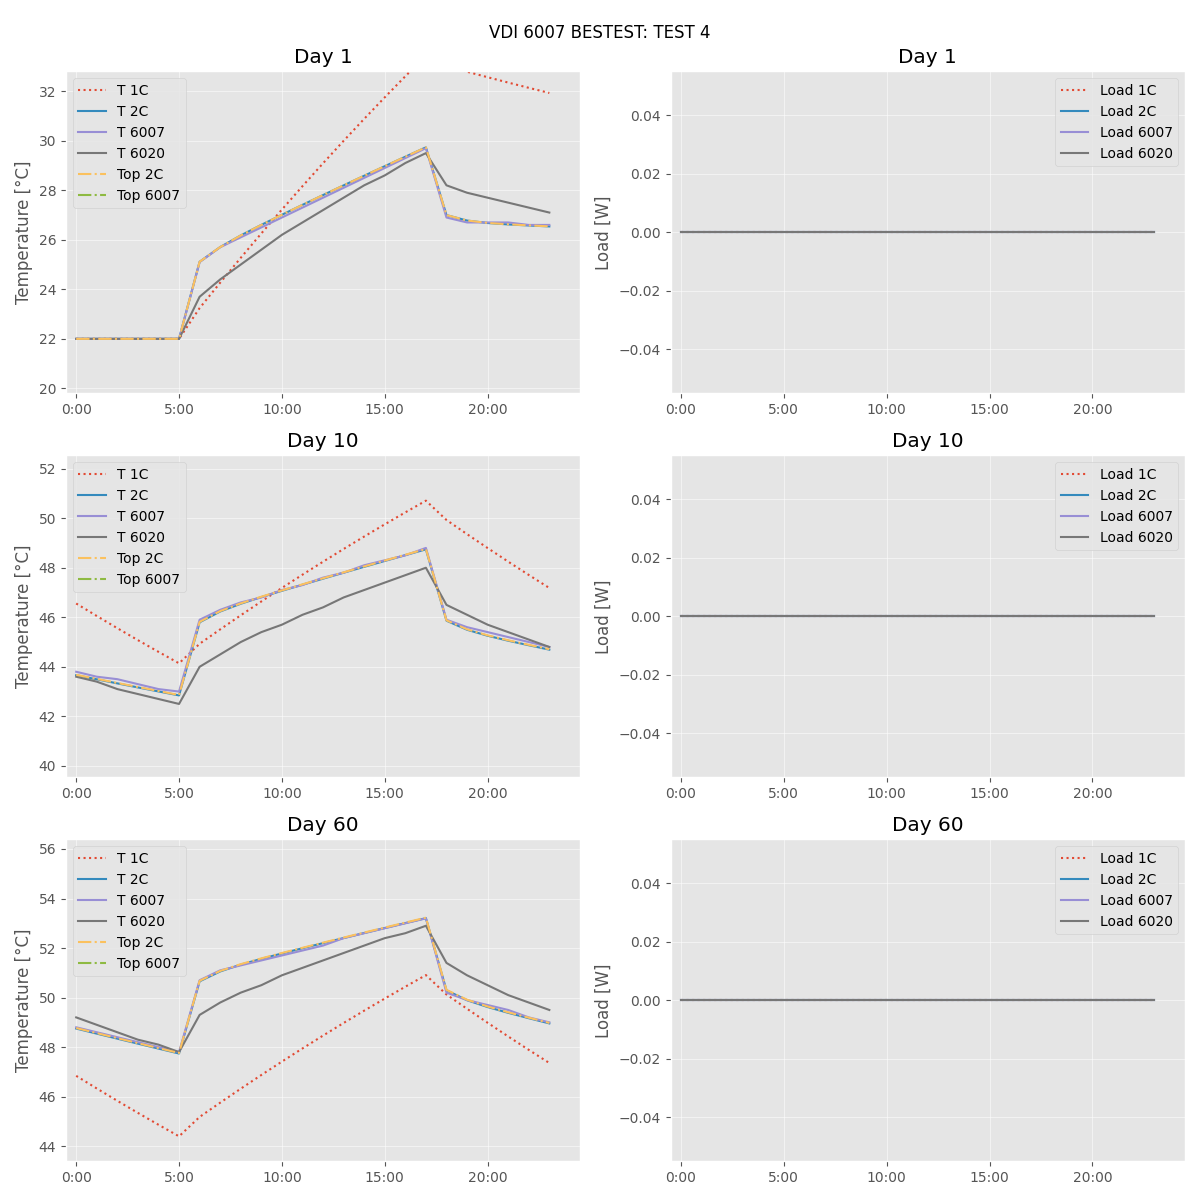 VDI 6007 BESTEST: TEST 4
Day 1
Temperature [°C]
32
30
28
26
24
22
20
T 1C
T 2C
T 6007
T 6020
Top 2C
Top 6007
0:00 5:00 10:00 15:00 20:00
Day 1
Load [W]
0.04
0.02
0.00
−0.02
−0.04
Load 1C
Load 2C
Load 6007
Load 6020
0:00 5:00 10:00 15:00 20:00
Day 10
Temperature [°C]
52
50
48
46
44
42
40
T 1C
T 2C
T 6007
T 6020
Top 2C
Top 6007
0:00 5:00 10:00 15:00 20:00
Day 10
Load [W]
0.04
0.02
0.00
−0.02
−0.04
Load 1C
Load 2C
Load 6007
Load 6020
0:00 5:00 10:00 15:00 20:00
Day 60
Temperature [°C]
56
54
52
50
48
46
44
T 1C
T 2C
T 6007
T 6020
Top 2C
Top 6007
0:00 5:00 10:00 15:00 20:00
Day 60
Load [W]
0.04
0.02
0.00
−0.02
−0.04
Load 1C
Load 2C
Load 6007
Load 6020
0:00 5:00 10:00 15:00 20:00